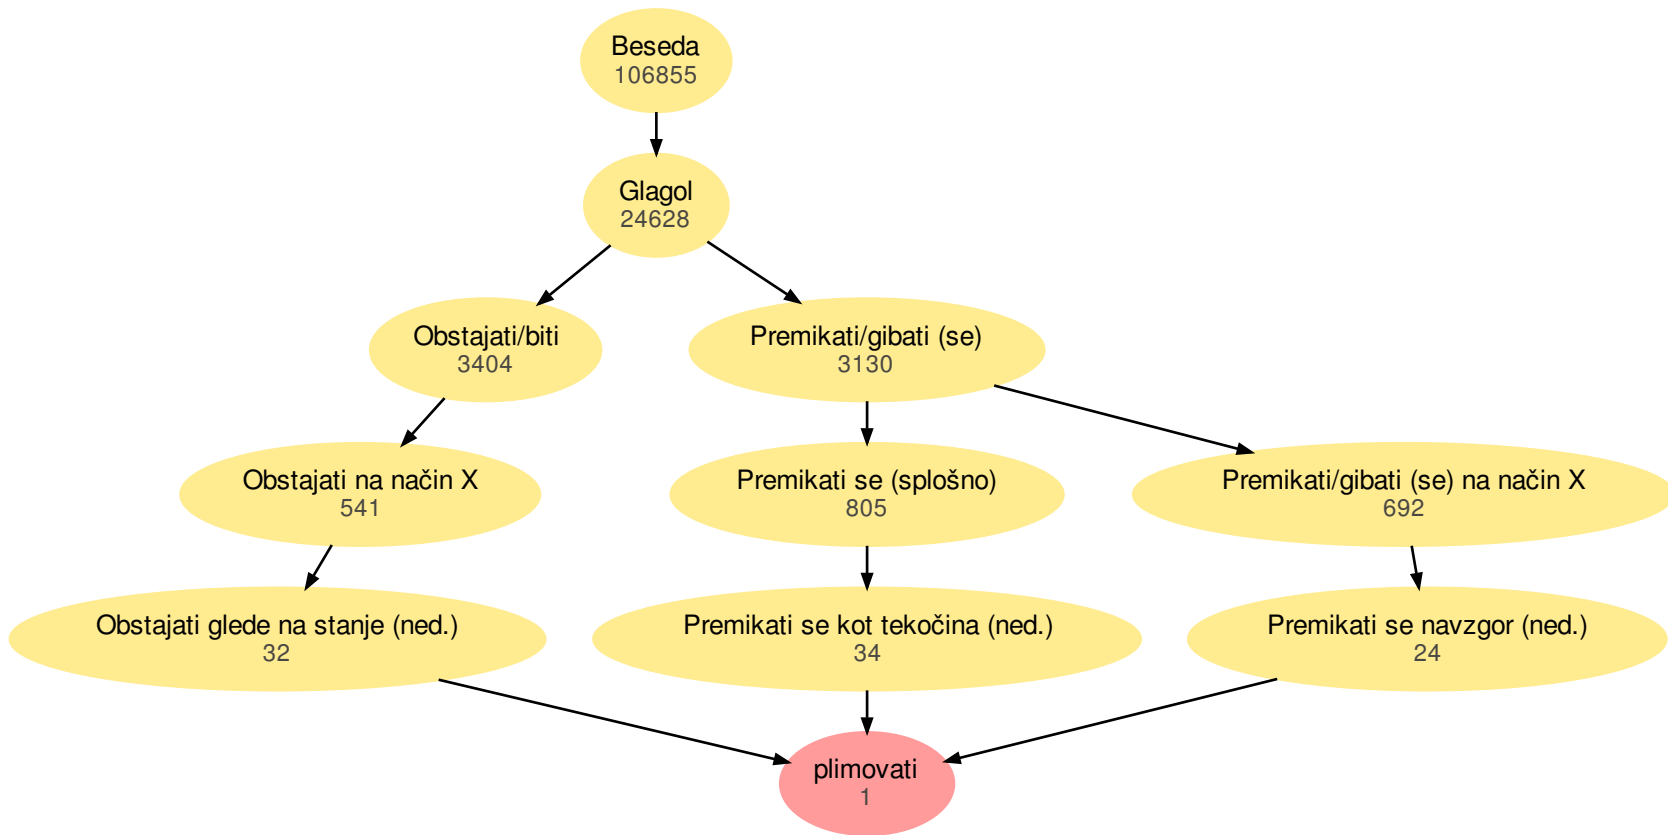 Beseda
106855
Glagol
24628
Obstajati/biti
3404
Premikati/gibati (se)
3130
Obstajati na način X
541
Premikati se (splošno)
805
Premikati/gibati (se) na način X
692
Obstajati glede na stanje (ned.)
32
Premikati se kot tekočina (ned.)
34
Premikati se navzgor (ned.)
24
plimovati
1